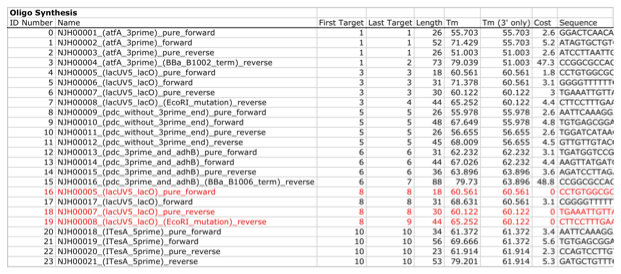 Oligo Synthesis
ID Number Name First Target Last Target Length Tm Tm (3' only) Cost Sequence
0 NJH00001_(atfA_3prime)_pure_forward 1 1 26 55.703 55.703 2.6 GGACTCAACA
1 NJH00002_(atfA_3prime)_forward 1 1 52 71.429 55.703 5.2 ATAGTGCTGT
2 NJH00003_(atfA_3prime)_pure_reverse 1 1 26 51.003 51.003 2.6 ATCCTTAATTC
3 NJH00004_(atfA_3prime)_(BBa_B1002_term)_reverse 1 2 73 79.039 51.003 47.3 CCGGCGCCAC
4 NJH00005_(lacUV5_lacO)_pure_forward 3 3 18 60.561 60.561 1.8 CCTGTGGCGC
5 NJH00006_(lacUV5_lacO)_forward 3 3 31 71.378 60.561 3.1 GGGGTTTTTT
6 NJH00007_(lacUV5_lacO)_pure_reverse 3 3 30 60.122 60.122 3 TGAAATTGTTA
7 NJH00008_(lacUV5_lacO)_(EcoRI_mutation)_reverse 3 4 44 65.252 60.122 4.4 CTTCCTTTGAA
8 NJH00009_(pdc_without_3prime_end)_pure_forward 5 5 26 55.978 55.978 2.6 AATTCAAAGG
9 NJH00010_(pdc_without_3prime_end)_forward 5 5 48 67.649 55.978 4.8 TGTGAGCGGA
10 NJH00011_(pdc_without_3prime_end)_pure_reverse 5 5 26 56.655 56.655 2.6 TGGATCATAA
11 NJH00012_(pdc_without_3prime_end)_reverse 5 5 45 68.009 56.655 4.5 GTTGTTGTAC
12 NJH00013_(pdc_3prime_and_adhB)_pure_forward 6 6 31 62.232 62.232 3.1 TGATGGTCCG
13 NJH00014_(pdc_3prime_and_adhB)_forward 6 6 44 67.026 62.232 4.4 AAGTTATGAT
14 NJH00015_(pdc_3prime_and_adhB)_pure_reverse 6 6 36 63.896 63.896 3.6 AGATCCTTAG
15 NJH00016_(pdc_3prime_and_adhB)_(BBa_B1006_term)_reverse 6 7 88 79.73 63.896 48.8 CCGGCGCCAC
16 NJH00005_(lacUV5_lacO)_pure_forward 8 8 18 60.561 60.561 0 CCTGTGGCGC
17 NJH00017_(lacUV5_lacO)_forward 8 8 31 68.631 60.561 3.1 CGGGGTTTTT
18 NJH00007_(lacUV5_lacO)_pure_reverse 8 8 30 60.122 60.122 0 TGAAATTGTTA
19 NJH00008_(lacUV5_lacO)_(EcoRI_mutation)_reverse 8 9 44 65.252 60.122 0 CTTCCTTTGAA
20 NJH00018_(ITesA_5prime)_pure_forward 10 10 34 61.372 61.372 3.4 AATTCAAAGG
21 NJH00019_(ITesA_5prime)_forward 10 10 56 69.666 61.372 5.6 TGTGAGCGGA
22 NJH00020_(ITesA_5prime)_pure_reverse 10 10 23 61.914 61.914 2.3 CCAGTCCTTG
23 NJH00021_(ITesA_5prime)_reverse 10 10 53 79.201 61.914 5.3 GATGCTGTTT